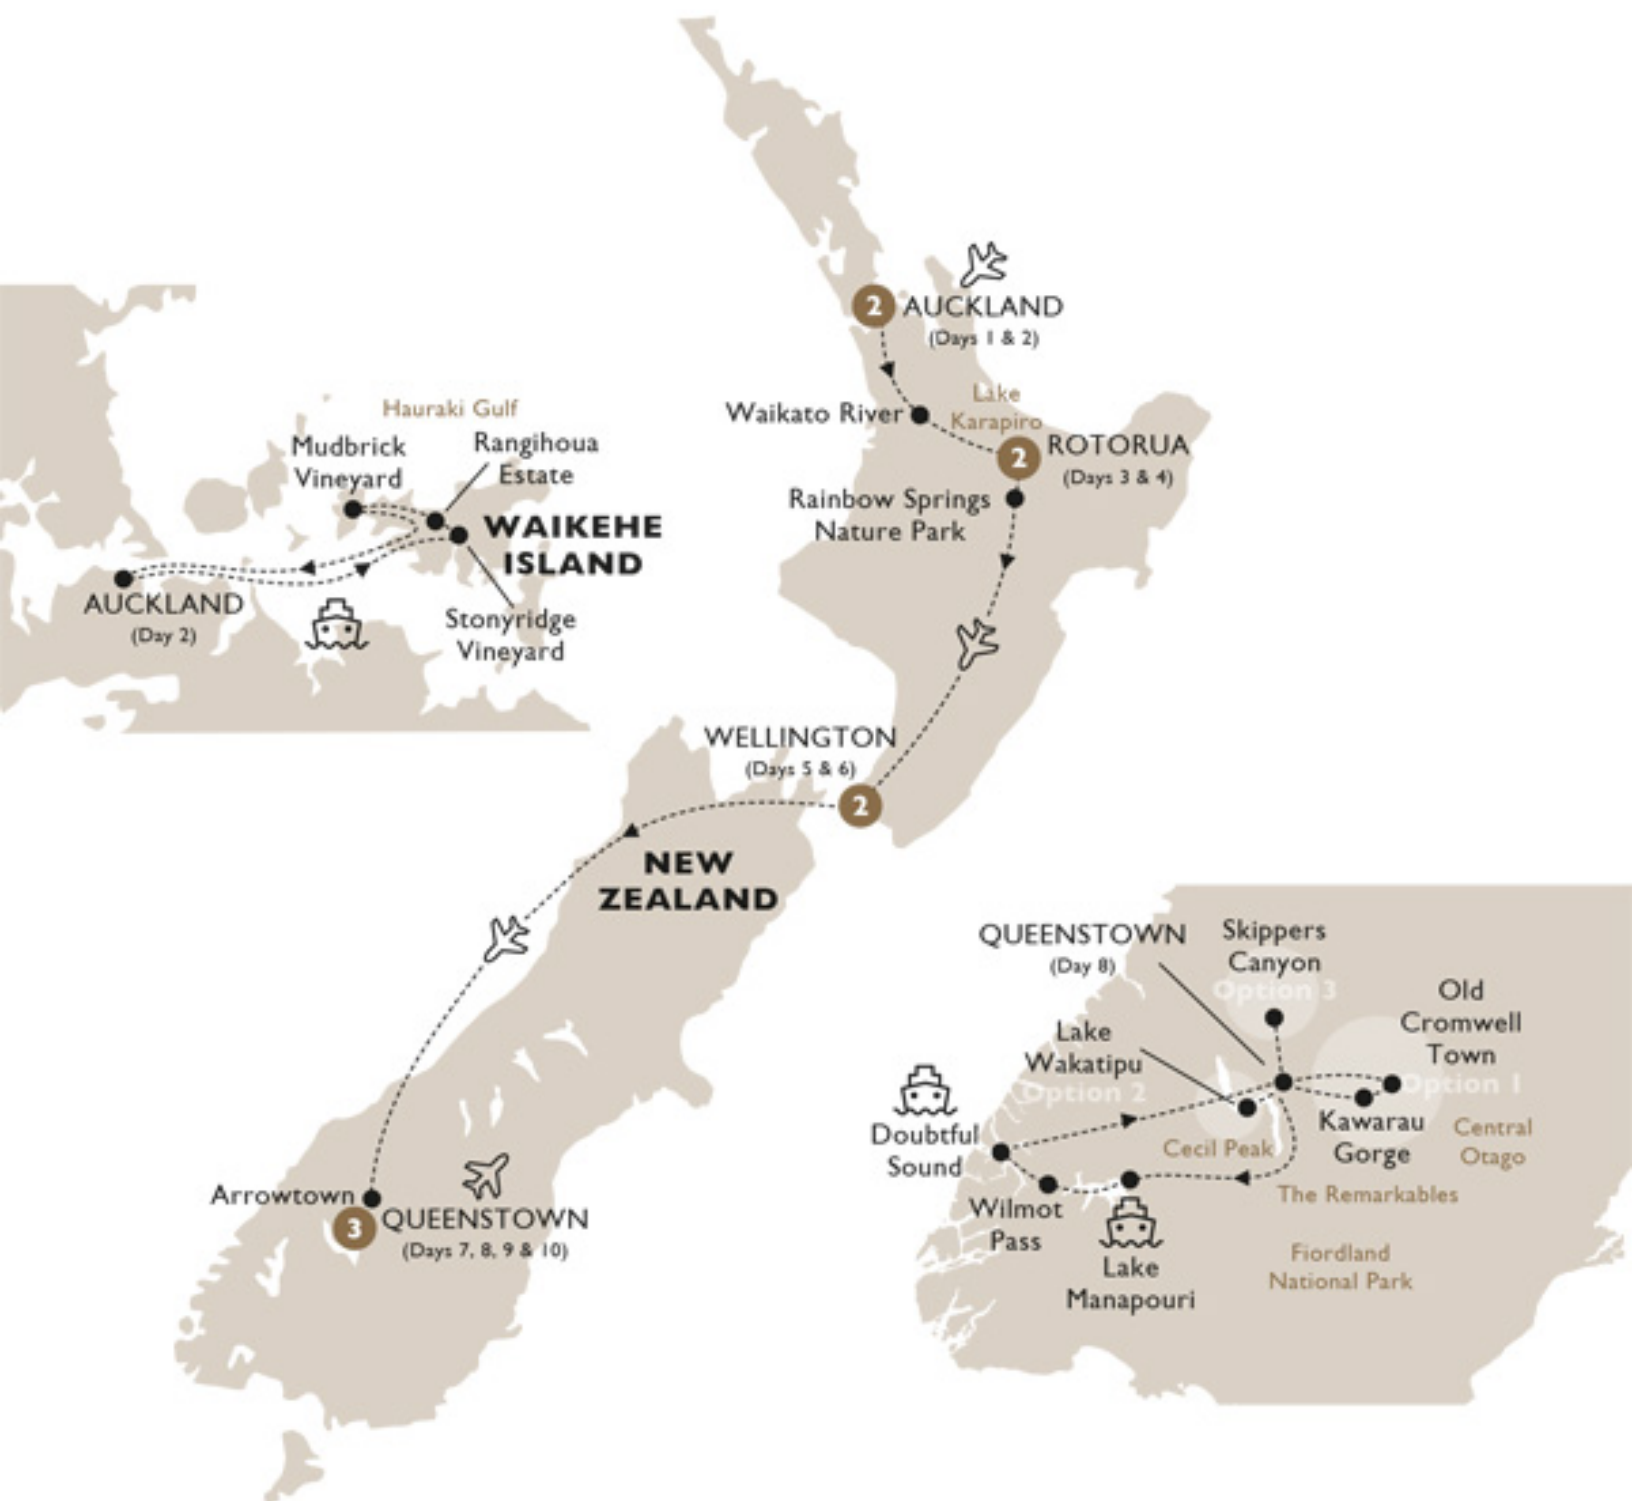 2 AUCKLAND
(Days 1 & 2)
Waikato River
Lake
Karapiro
2 ROTORUA
(Days 3 & 4)
Rainbow Springs
Nature Park
Hauraki Gulf
Mudbrick
Vineyard
Rangihoua
Estate
WAIKEHE
ISLAND
AUCKLAND
(Day 2)
Stonyridge
Vineyard
WELLINGTON
(Days 5 & 6)
2
NEW
ZEALAND
Arrowtown
3 QUEENSTOWN
(Days 7, 8, 9 & 10)
QUEENSTOWN
(Day 8)
Skippers
Canyon
Option 3
Old
Cromwell
Town
Option 1
Lake
Wakatipu
Option 2
Doubtful
Sound
Kawarau
Gorge
Central
Otago
Cecil Peak
The Remarkables
Wilmot
Pass
Lake
Manapouri
Fiordland
National Park